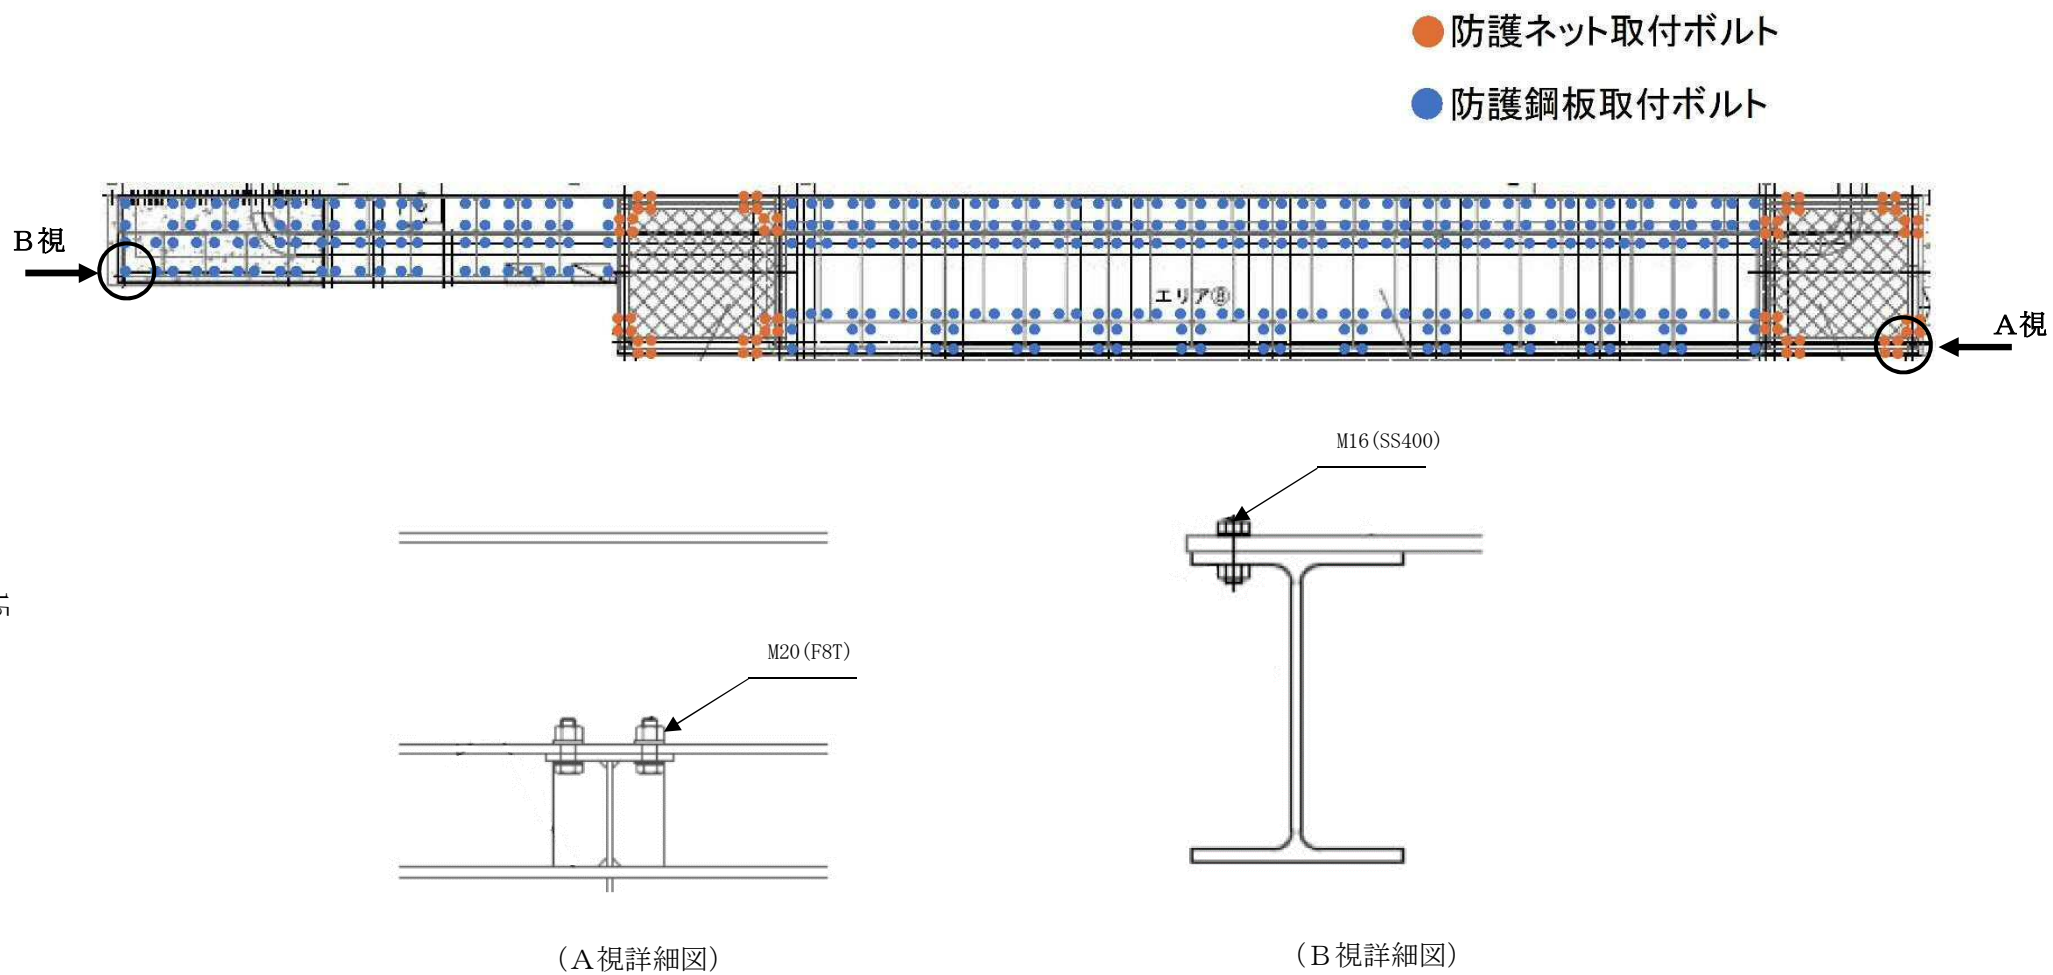 防護ネット取付ボルト
防護鋼板取付ボルト
B視
エリア⑧
A視
M16(SS400)
M20(F8T)
(A視詳細図)
(B視詳細図)